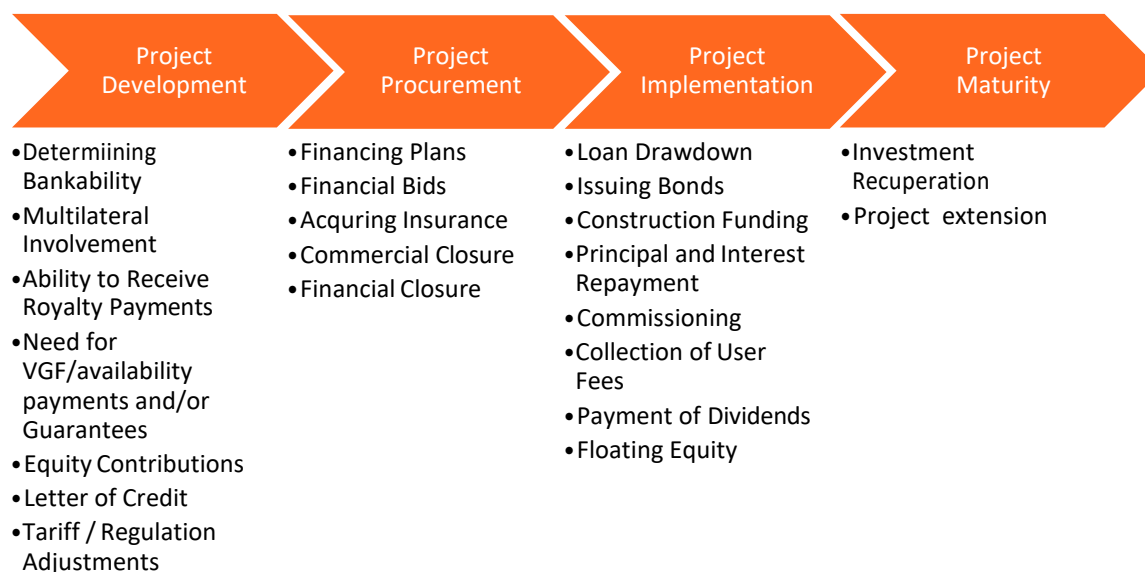 Project
Development
Project
Procurement
Project
Implementation
Project
Maturity
•Determiining
Bankability
•Multilateral
Involvement
•Ability to Receive
Royalty Payments
•Need for
VGF/availability
payments and/or
Guarantees
•Equity Contributions
•Letter of Credit
•Tariff / Regulation
Adjustments
•Financing Plans
•Financial Bids
•Acquring Insurance
•Commercial Closure
•Financial Closure
•Loan Drawdown
•Issuing Bonds
•Construction Funding
•Principal and Interest
Repayment
•Commissioning
•Collection of User
Fees
•Payment of Dividends
•Floating Equity
•Investment
Recuperation
•Project extension